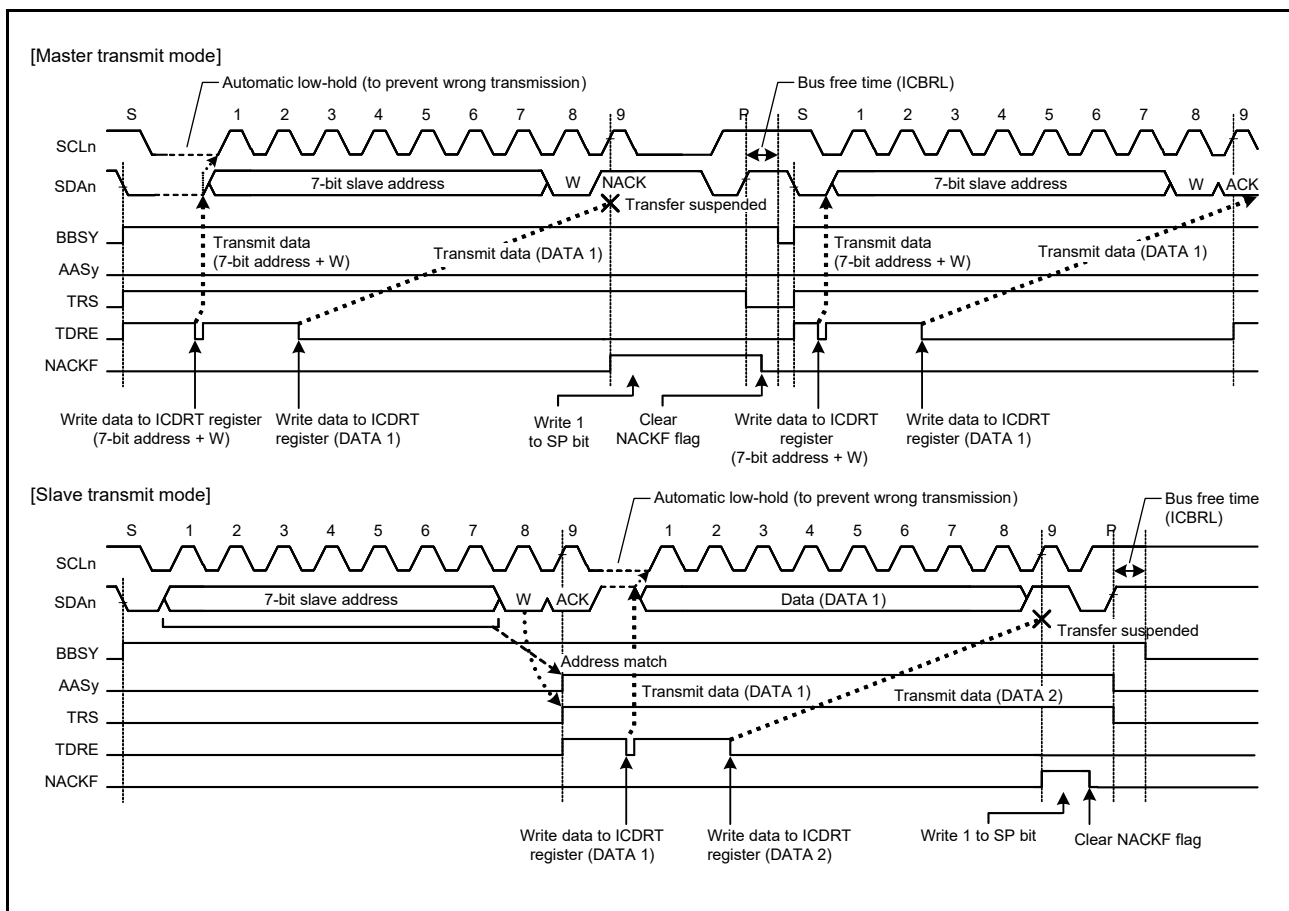 [Master transmit mode]
Automatic low-hold (to prevent wrong transmission)
Bus free time (ICBRL)
S 1 2 3 4 5 6 7 8 9 P S 1 2 3 4 5 6 7 8 9
SCLn
SDAn 7-bit slave address W NACK 7-bit slave address W ACK
Transfer suspended
BBSY
Transmit data
(7-bit address + W)
Transmit data (DATA 1)
Transmit data
(7-bit address + W)
Transmit data (DATA 1)
AASy
TRS
TDRE
NACKF
Write data to ICDRT register
(7-bit address + W)
Write data to ICDRT
register (DATA 1)
Write 1
to SP bit
Clear
NACKF flag
Write data to ICDRT
register
(7-bit address + W)
Write data to ICDRT
register (DATA 1)
[Slave transmit mode]
Automatic low-hold (to prevent wrong transmission)
Bus free time
(ICBRL)
S 1 2 3 4 5 6 7 8 9 1 2 3 4 5 6 7 8 9 P
SCLn
SDAn 7-bit slave address W ACK Data (DATA 1)
Transfer suspended
BBSY
Address match
AASy
Transmit data (DATA 1)
Transmit data (DATA 2)
TRS
TDRE
NACKF
Write data to ICDRT
register (DATA 1)
Write data to ICDRT
register (DATA 2)
Write 1 to SP bit
Clear NACKF flag